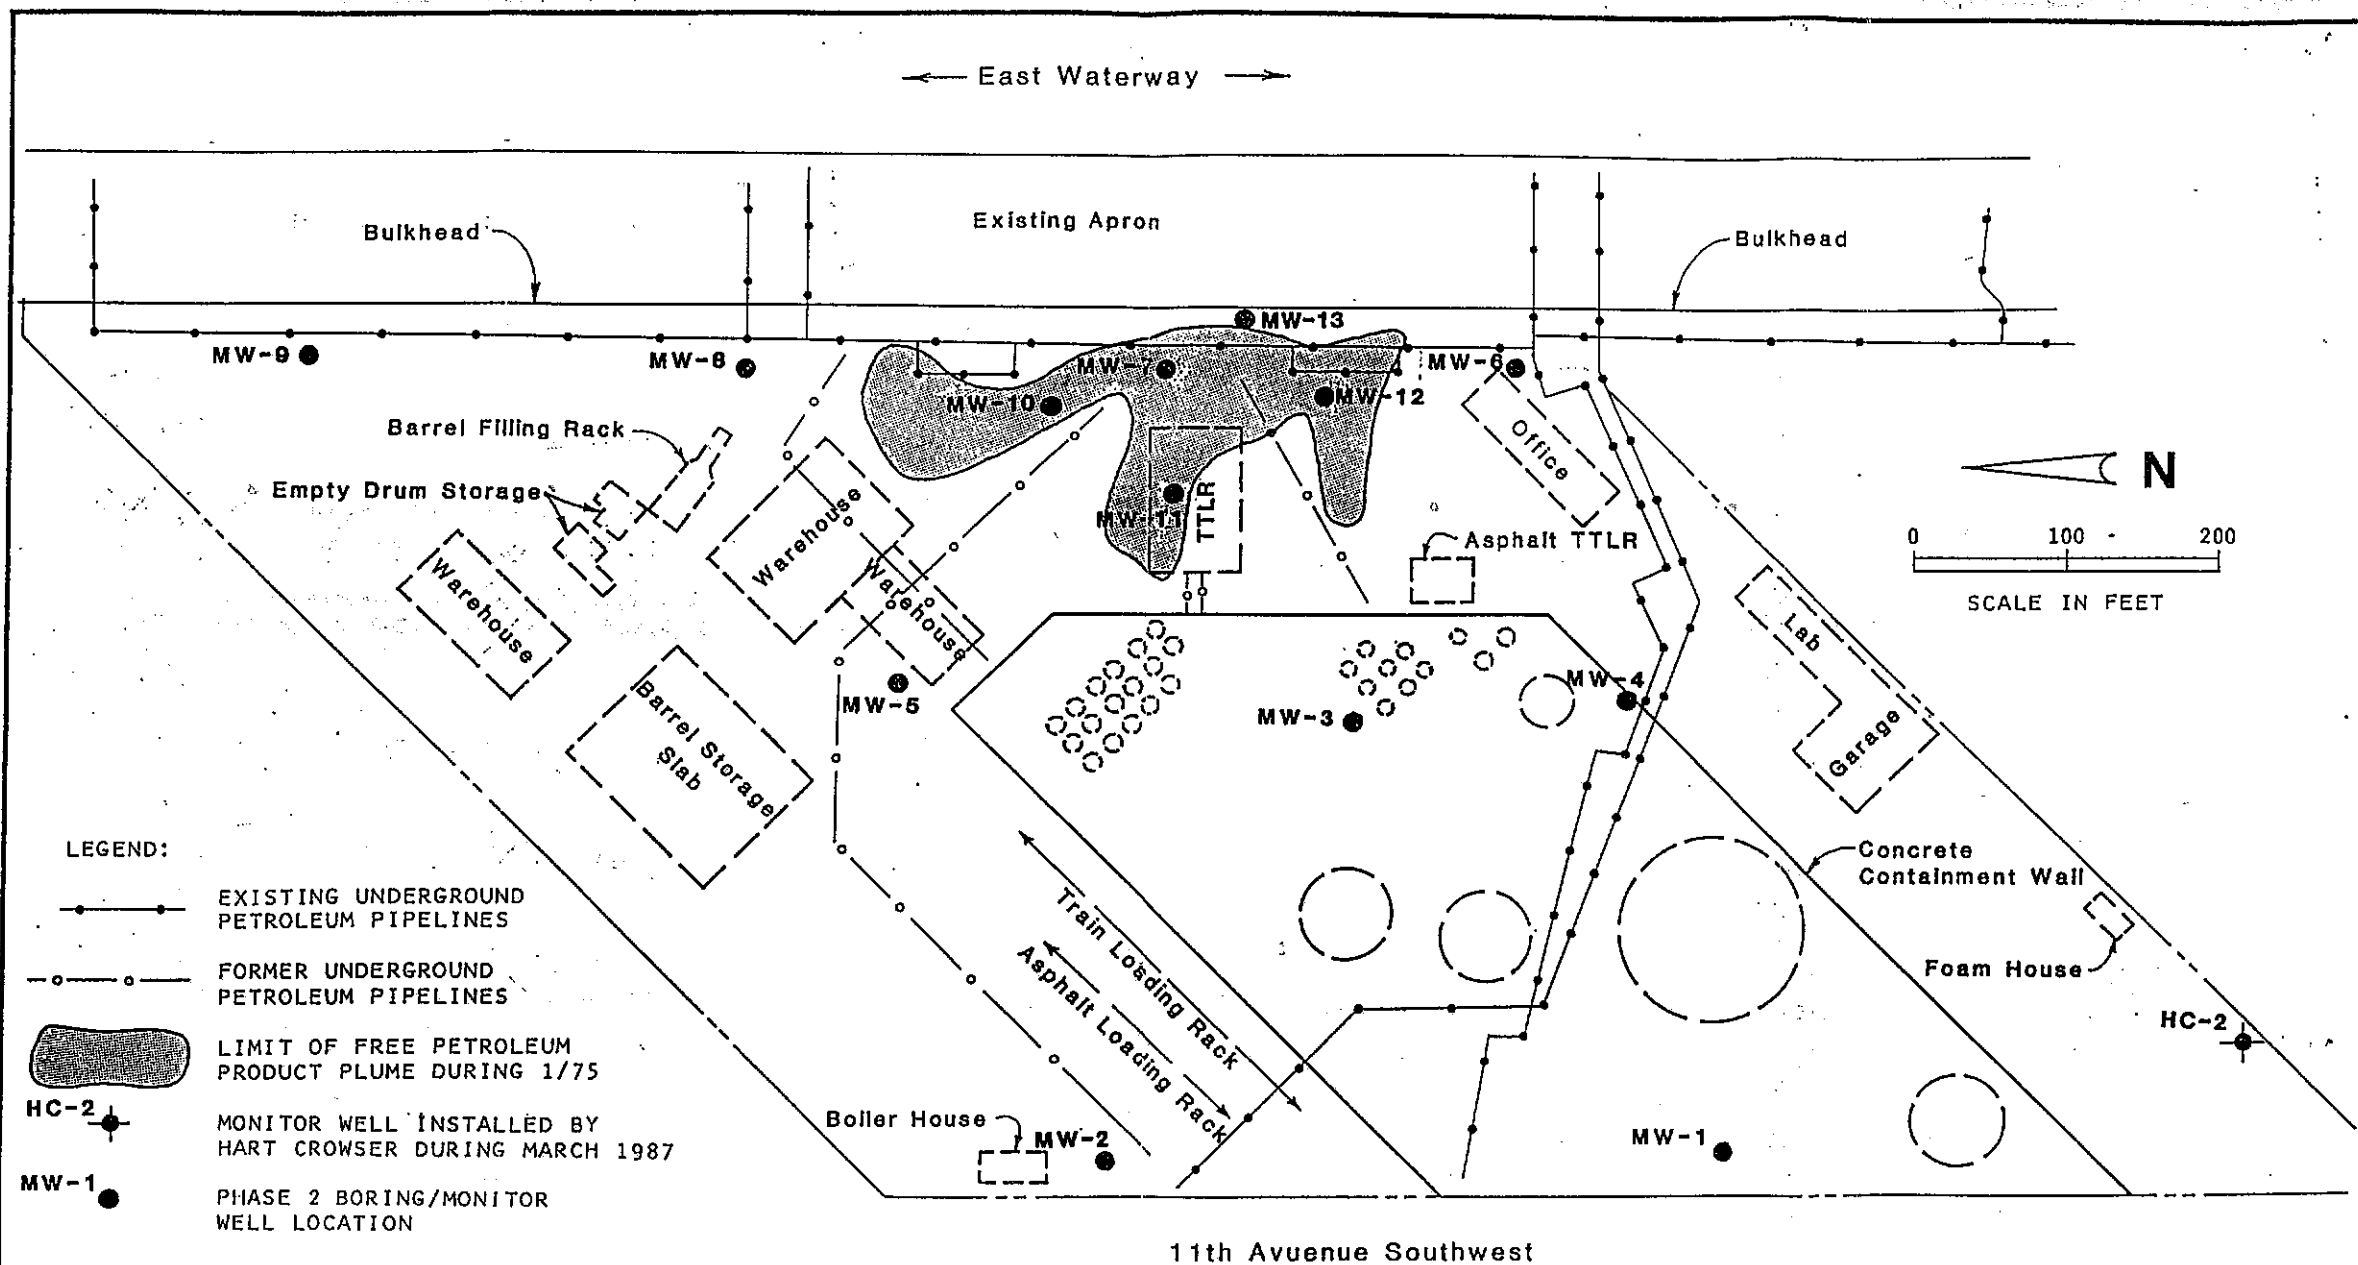 East Waterway
Bulkhead
Existing Apron
Bulkhead
MW-13
MW-9
MW-8
MW-7
MW-6
MW-10
MW-12
Barrel Filling Rack
Office
Empty Drum Storage
N
MW-11
TTLR
Warehouse
Asphalt TTLR
0 100 200
SCALE IN FEET
Warehouse
Warehouse
Lab
MW-5
MW-4
MW-3
Barrel Storage
Slab
Garage
LEGEND:
EXISTING UNDERGROUND
PETROLEUM PIPELINES
FORMER UNDERGROUND
PETROLEUM PIPELINES
LIMIT OF FREE PETROLEUM
PRODUCT PLUME DURING 1/75
HC-2
MONITOR WELL INSTALLED BY
HART CROWSER DURING MARCH 1987
MW-1
PHASE 2 BORING/MONITOR
WELL LOCATION
Train Loading Rack
Asphalt Loading Rack
Concrete
Containment Wall
Foam House
HC-2
Boiler House
MW-2
MW-1
11th Avuenue Southwest